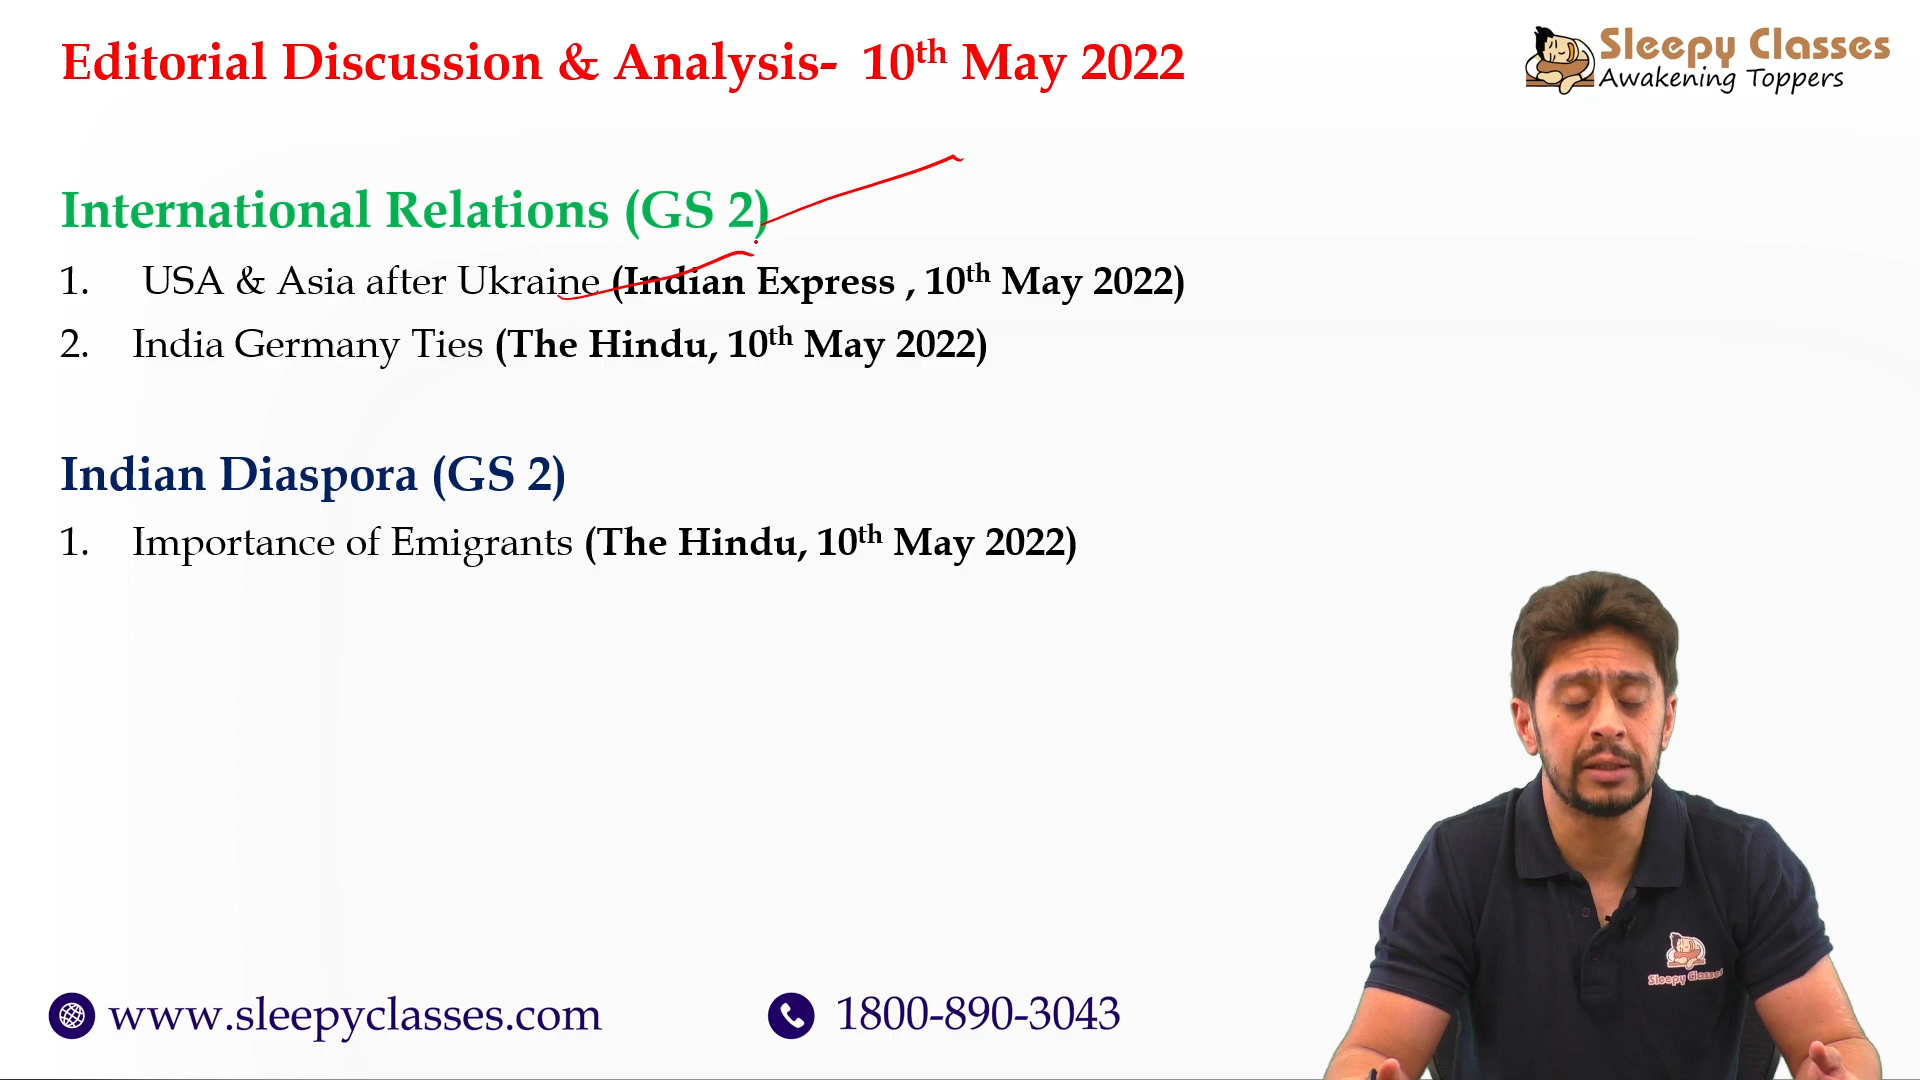 Editorial Discussion & Analysis- 10th May 2022
Sleepy Classes
Awakening Toppers
International Relations (GS 2)
1. USA & Asia after Ukraine (Indian Express , 10th May 2022)
2. India Germany Ties (The Hindu, 10th May 2022)
Indian Diaspora (GS 2)
1. Importance of Emigrants (The Hindu, 10th May 2022)
Sleepy Classes
www.sleepyclasses.com
1800-890-3043